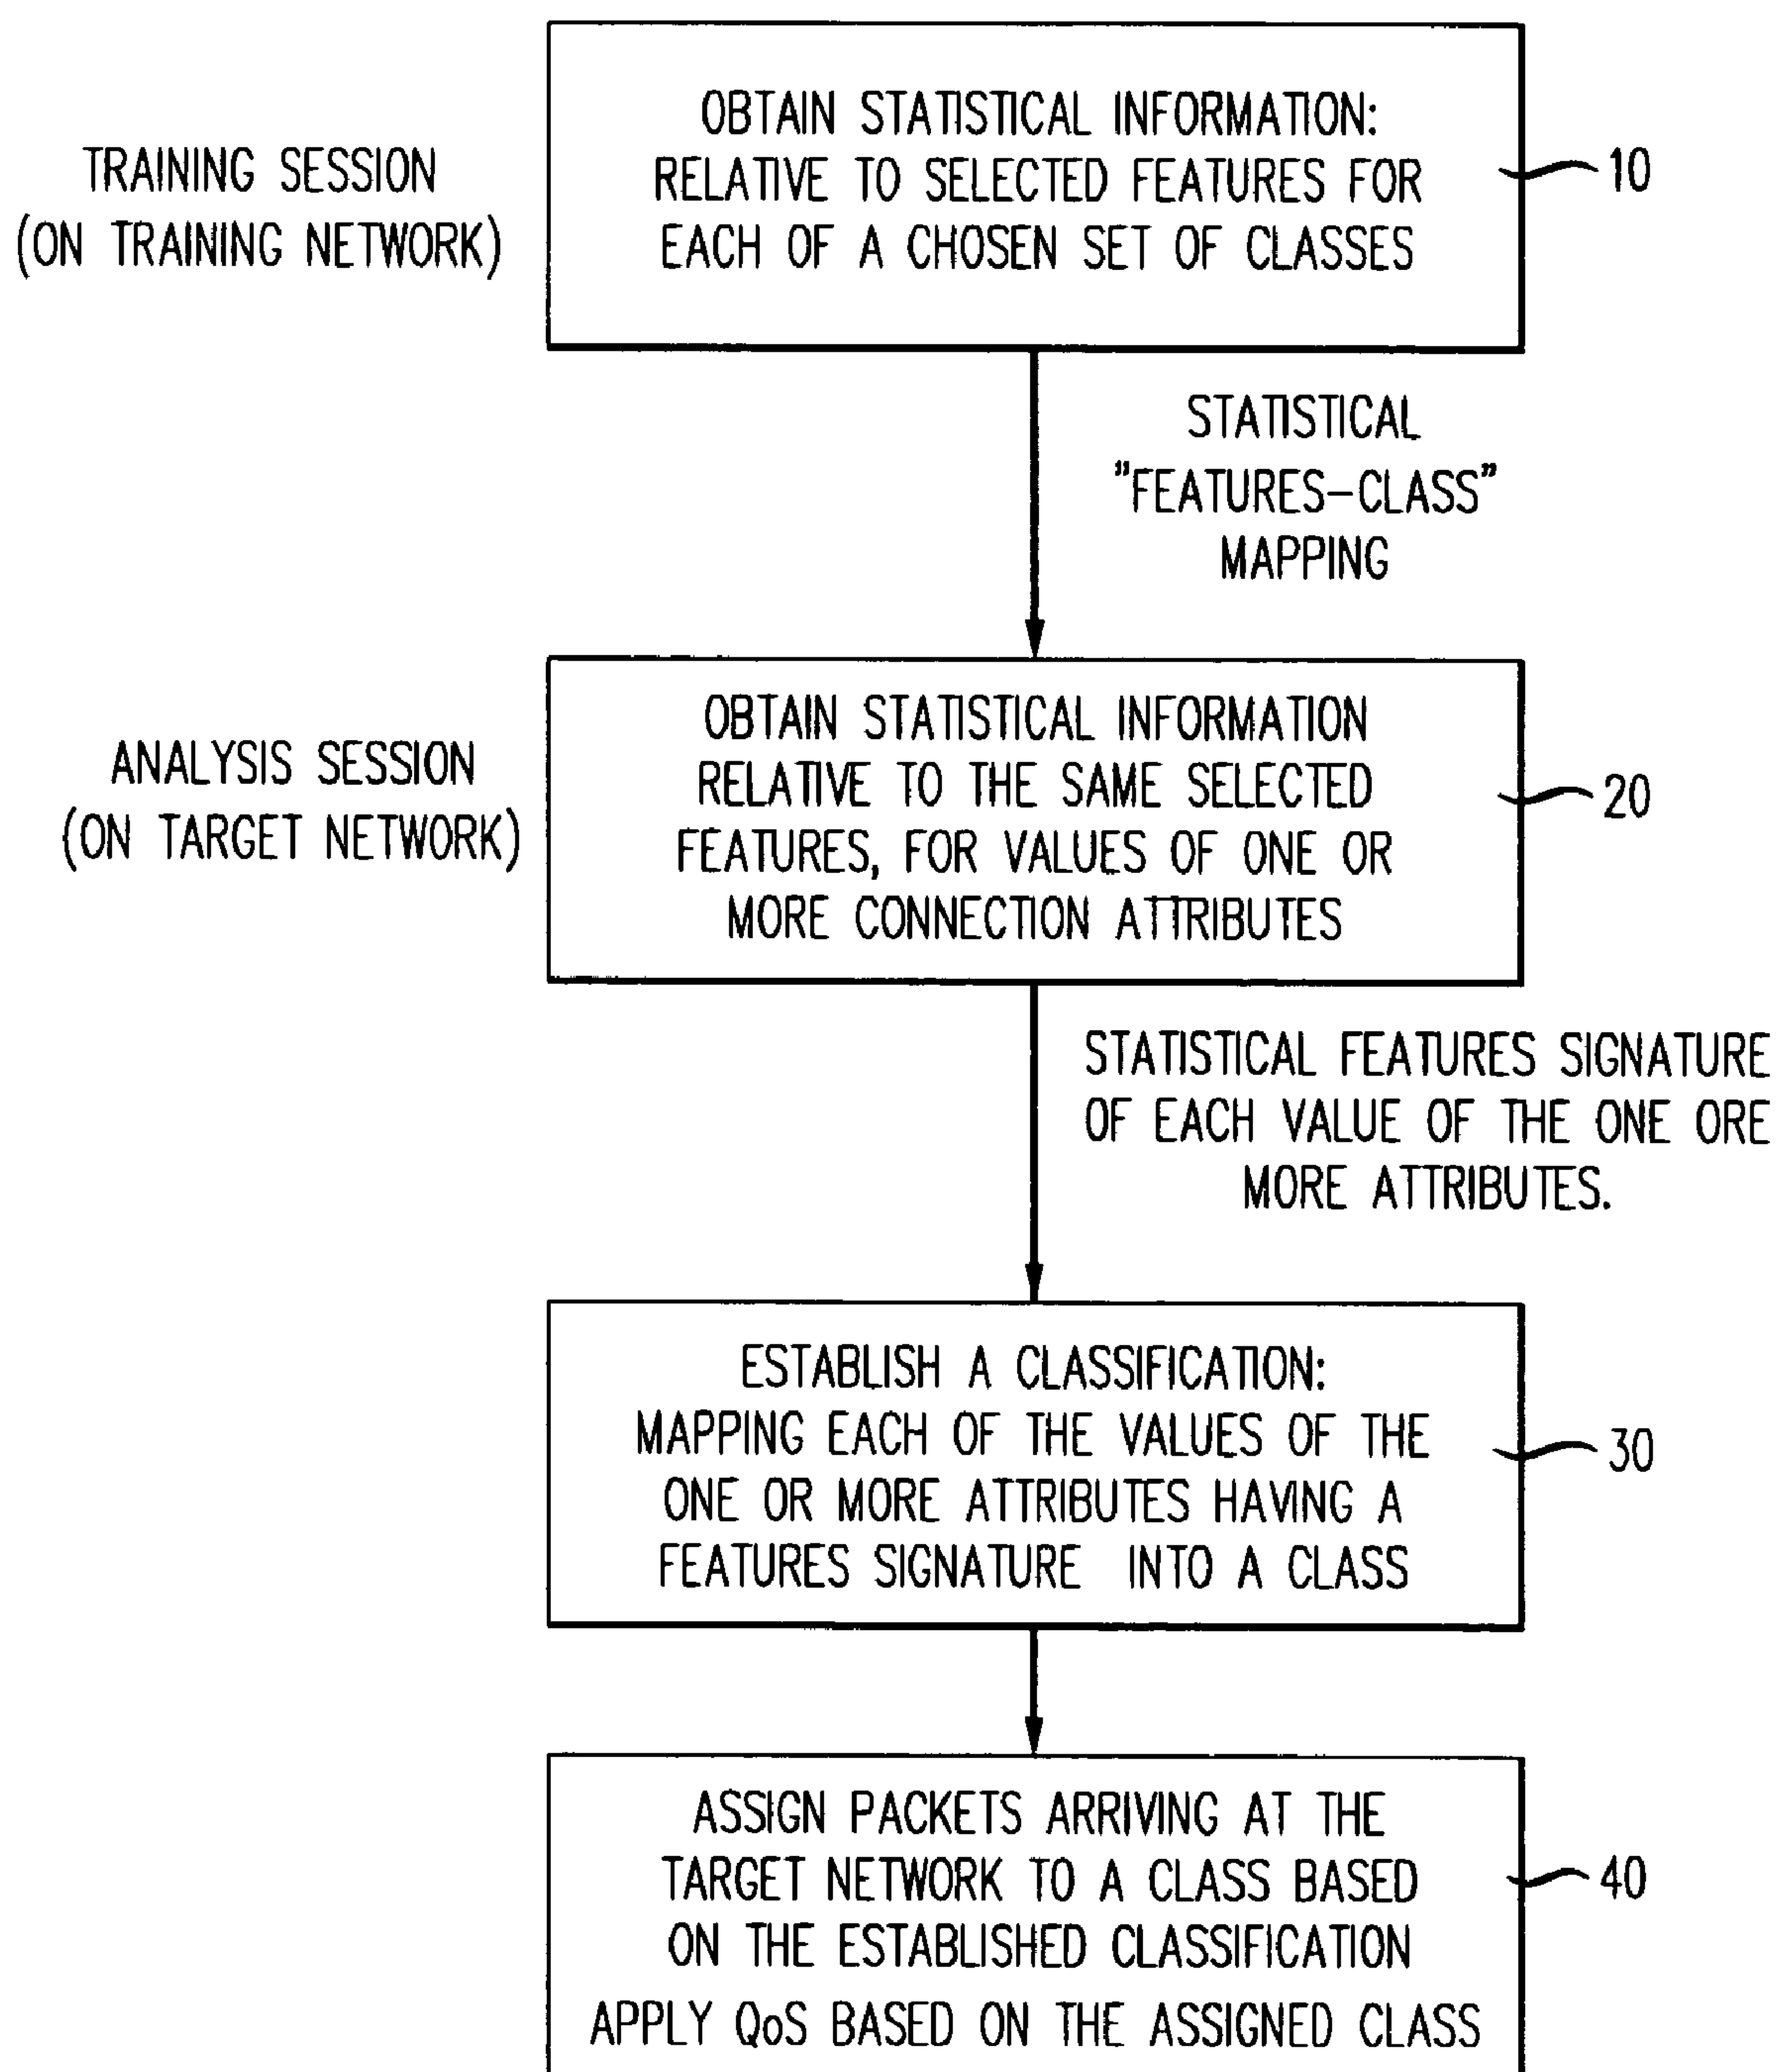 OBTAIN STATISTICAL INFORMATION:
RELATIVE TO SELECTED FEATURES FOR
EACH OF A CHOSEN SET OF CLASSES
10
TRAINING SESSION
(ON TRAINING NETWORK)
STATISTICAL
"FEATURES-CLASS"
MAPPING
OBTAIN STATISTICAL INFORMATION
RELATIVE TO THE SAME SELECTED
FEATURES, FOR VALUES OF ONE OR
MORE CONNECTION ATTRIBUTES
20
ANALYSIS SESSION
(ON TARGET NETWORK)
STATISTICAL FEATURES SIGNATURE
OF EACH VALUE OF THE ONE ORE
MORE ATTRIBUTES.
ESTABLISH A CLASSIFICATION:
MAPPING EACH OF THE VALUES OF THE
ONE OR MORE ATTRIBUTES HAVING A
FEATURES SIGNATURE INTO A CLASS
30
ASSIGN PACKETS ARRIVING AT THE
TARGET NETWORK TO A CLASS BASED
ON THE ESTABLISHED CLASSIFICATION
APPLY QoS BASED ON THE ASSIGNED CLASS
40